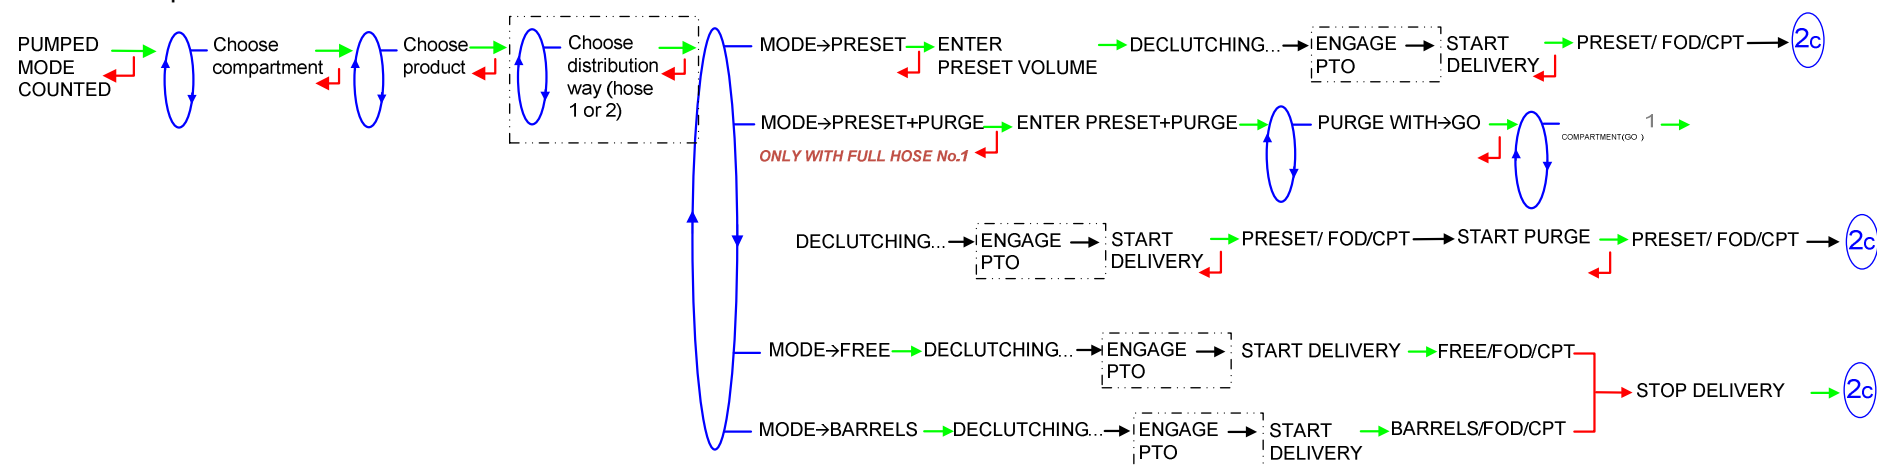 PUMPED
MODE
COUNTED
Choose
compartment
Choose
product
Choose
distribution
way (hose
1 or 2)
MODE→PRESET
ENTER
PRESET VOLUME
DECLUTCHING...
ENGAGE
PTO
START
DELIVERY
PRESET/ FOD/CPT
2c
MODE→PRESET+PURGE
ONLY WITH FULL HOSE No.1
ENTER PRESET+PURGE
PURGE WITH→GO
1
COMPARTMENT(GO )
DECLUTCHING...
ENGAGE
PTO
START
DELIVERY
PRESET/ FOD/CPT
START PURGE
PRESET/ FOD/CPT
2c
MODE→FREE
DECLUTCHING...
ENGAGE
PTO
START DELIVERY
FREE/FOD/CPT
STOP DELIVERY
2c
MODE→BARRELS
DECLUTCHING...
ENGAGE
PTO
START
DELIVERY
BARRELS/FOD/CPT